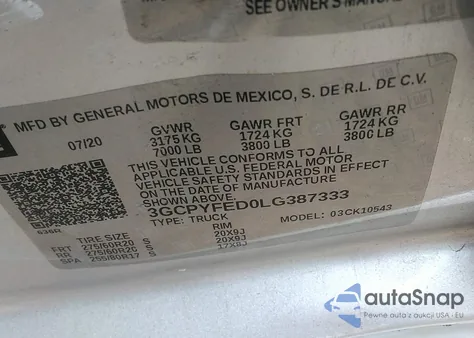 SEE OWNER'S MANUAL
MFD BY GENERAL MOTORS DE MEXICO, S. DE R.L. DE C.V.
07/20 GVWR GAWR FRT GAWR RR
3175 KG 1724 KG 1724 KG
7000 LB 3800 LB 3800 LB
THIS VEHICLE CONFORMS TO ALL
APPLICABLE U.S. FEDERAL MOTOR
VEHICLE SAFETY STANDARDS IN EFFECT
ON THE DATE OF MANUFACTURE
3GCPYFED0LG387333
TYPE: TRUCK MODEL: 03CK10543
TIRE SIZE RIM
FRT 275/60R20 S 20X9J
RR 275/60R20 S 20X9J
SPA 255/80R17 S 17X8J
autoSnap
Pewne auta z aukcji USA - EU